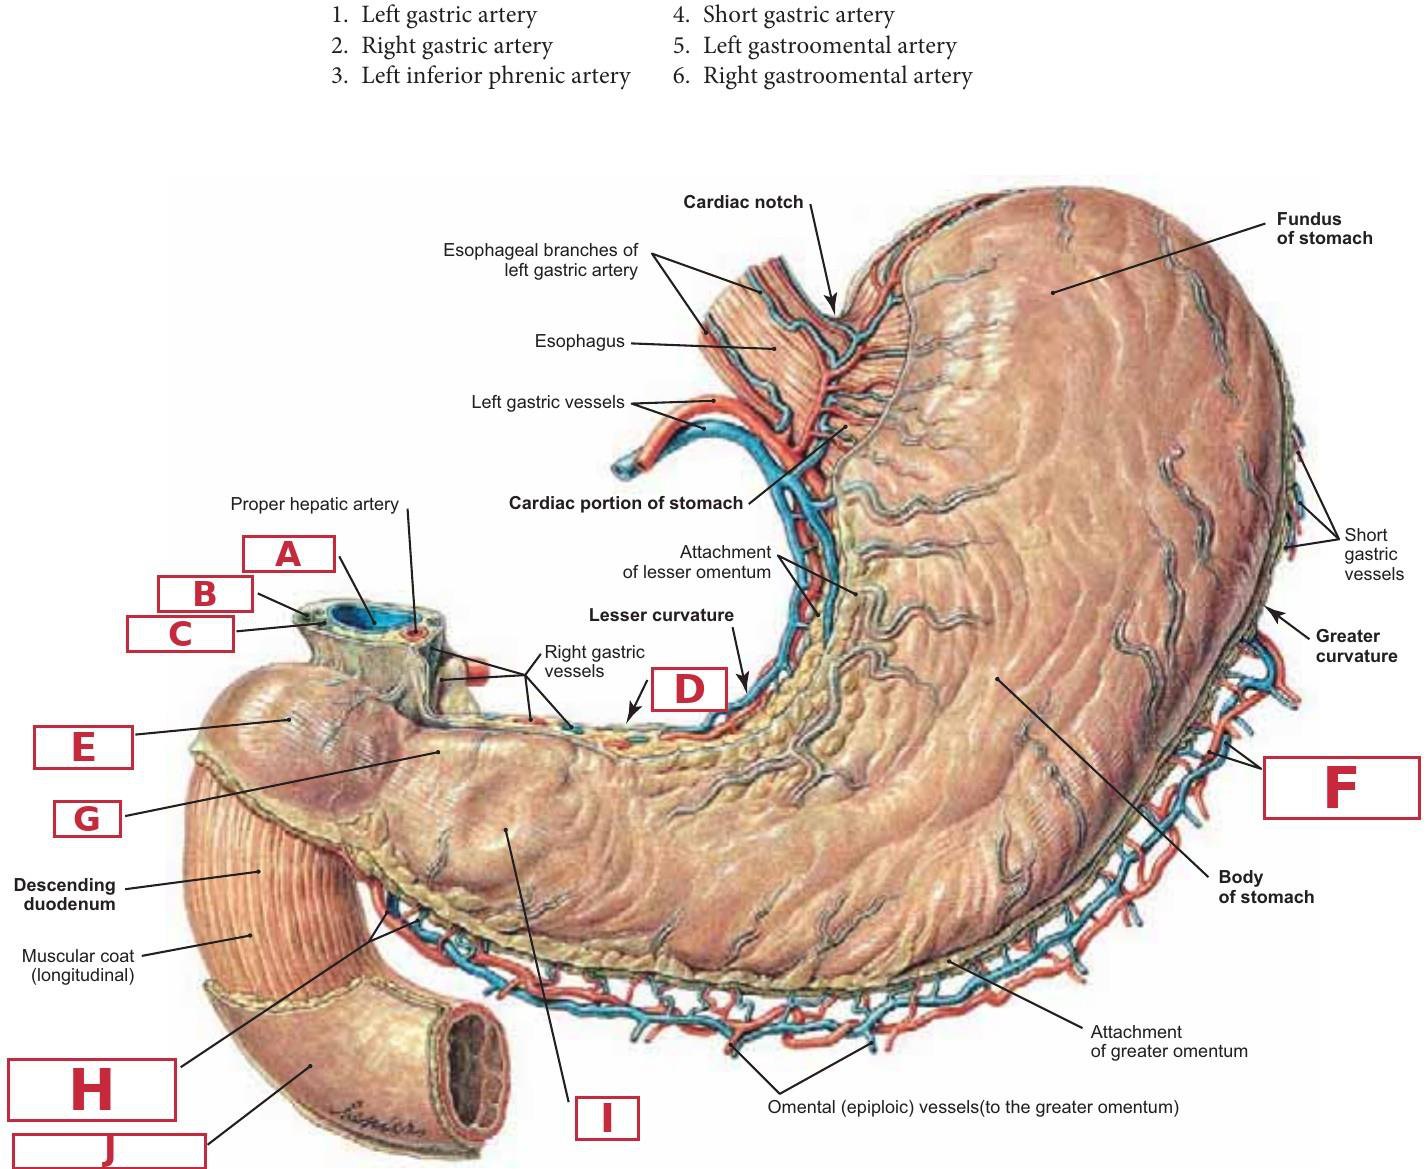 1. Left gastric artery
2. Right gastric artery
3. Left inferior phrenic artery
4. Short gastric artery
5. Left gastroomental artery
6. Right gastroomental artery
Cardiac notch
Fundus
of stomach
Esophageal branches of
left gastric artery
Esophagus
Left gastric vessels
Cardiac portion of stomach
Proper hepatic artery
A
B
C
Attachment
of lesser omentum
Short
gastric
vessels
Lesser curvature
Greater
curvature
Right gastric
vessels
D
E
F
G
Body
of stomach
Descending
duodenum
Muscular coat
(longitudinal)
Attachment
of greater omentum
H
I
J
Omental (epiploic) vessels(to the greater omentum)